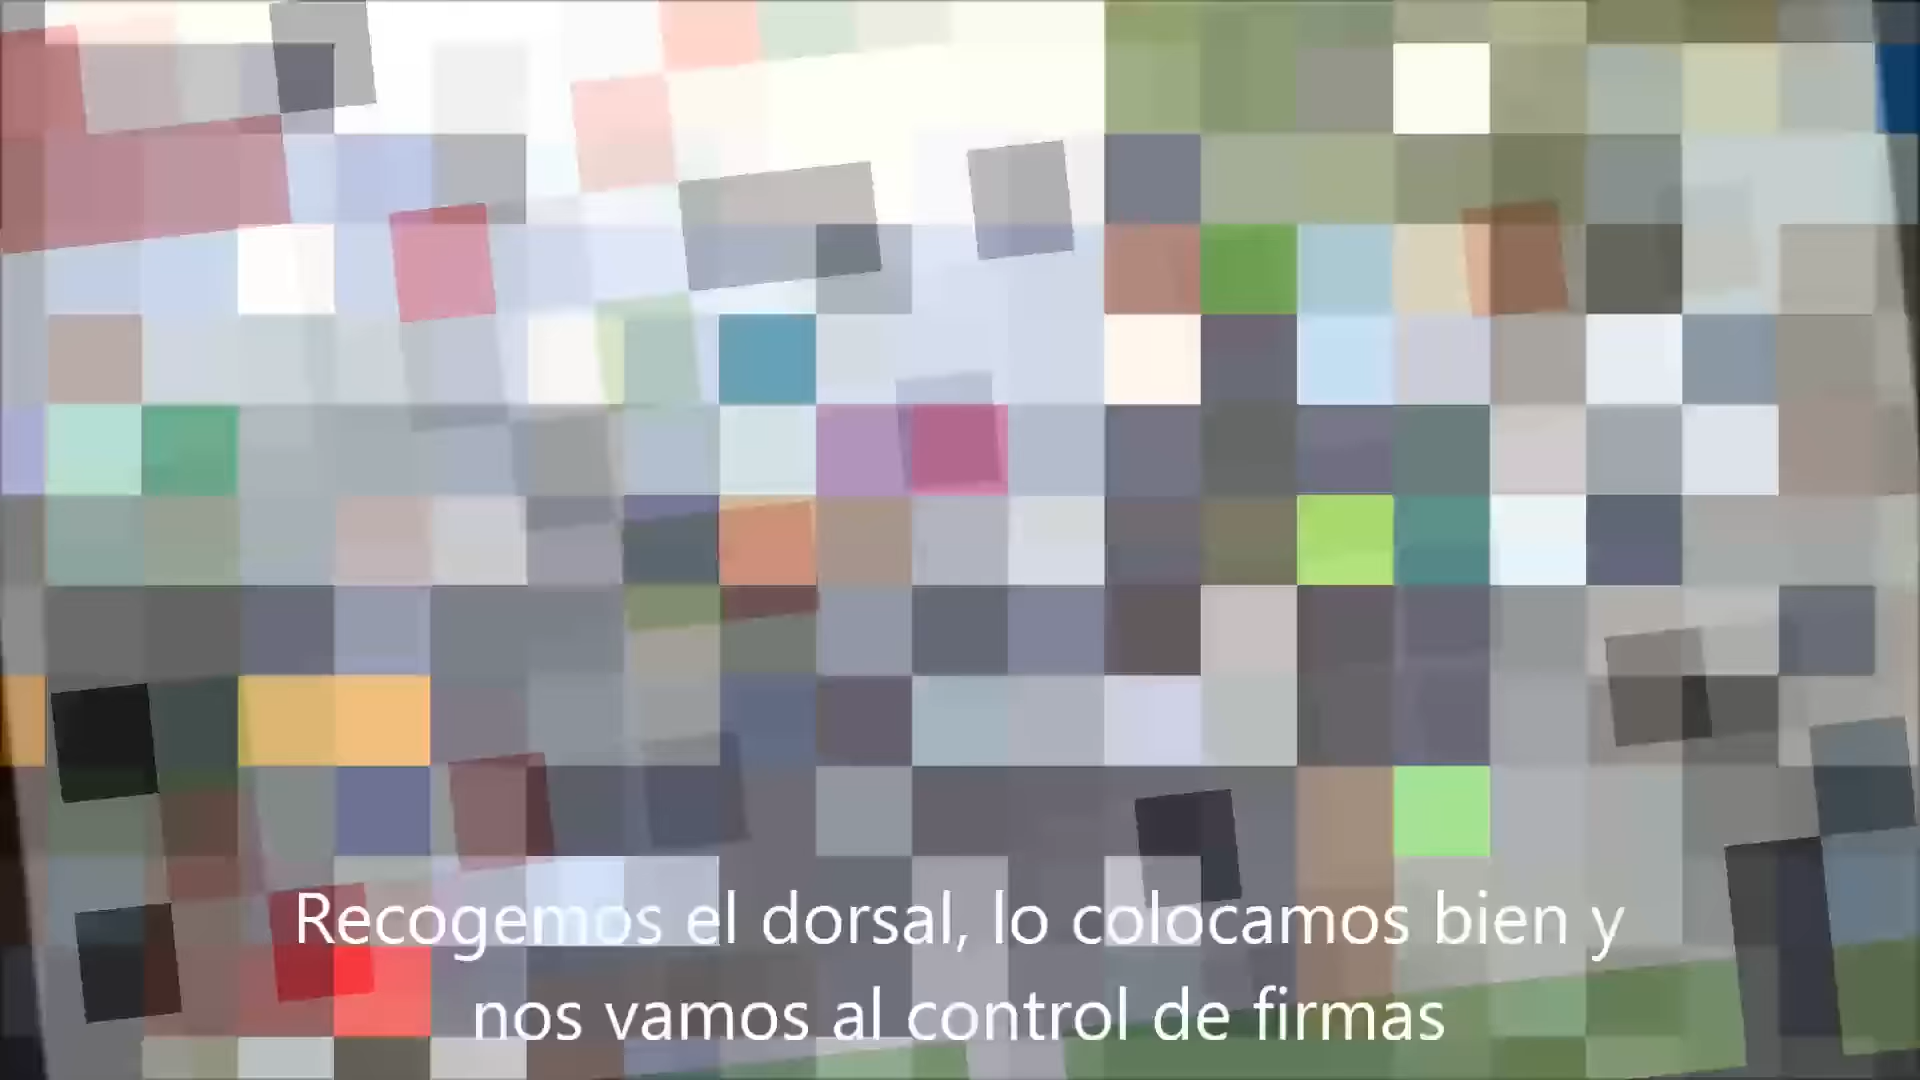 Recogemos el dorsal, lo colocamos bien y
nos vamos al control de firmas